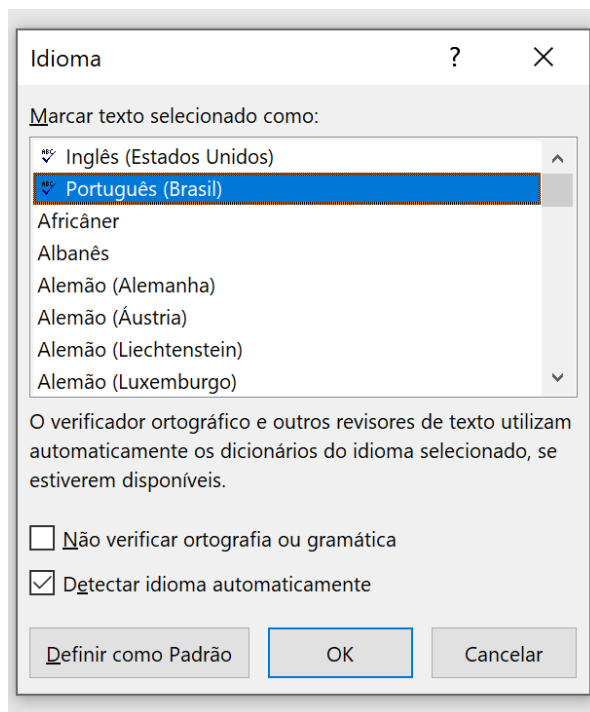 Idioma ?
Marcar texto selecionado como:
ABC Inglês (Estados Unidos)
ABC Português (Brasil)
Africâner
Albanês
Alemão (Alemanha)
Alemão (Áustria)
Alemão (Liechtenstein)
Alemão (Luxemburgo)
O verificador ortográfico e outros revisores de texto utilizam
automaticamente os dicionários do idioma selecionado, se
estiverem disponíveis.
Não verificar ortografia ou gramática
Detectar idioma automaticamente
Definir como Padrão OK Cancelar